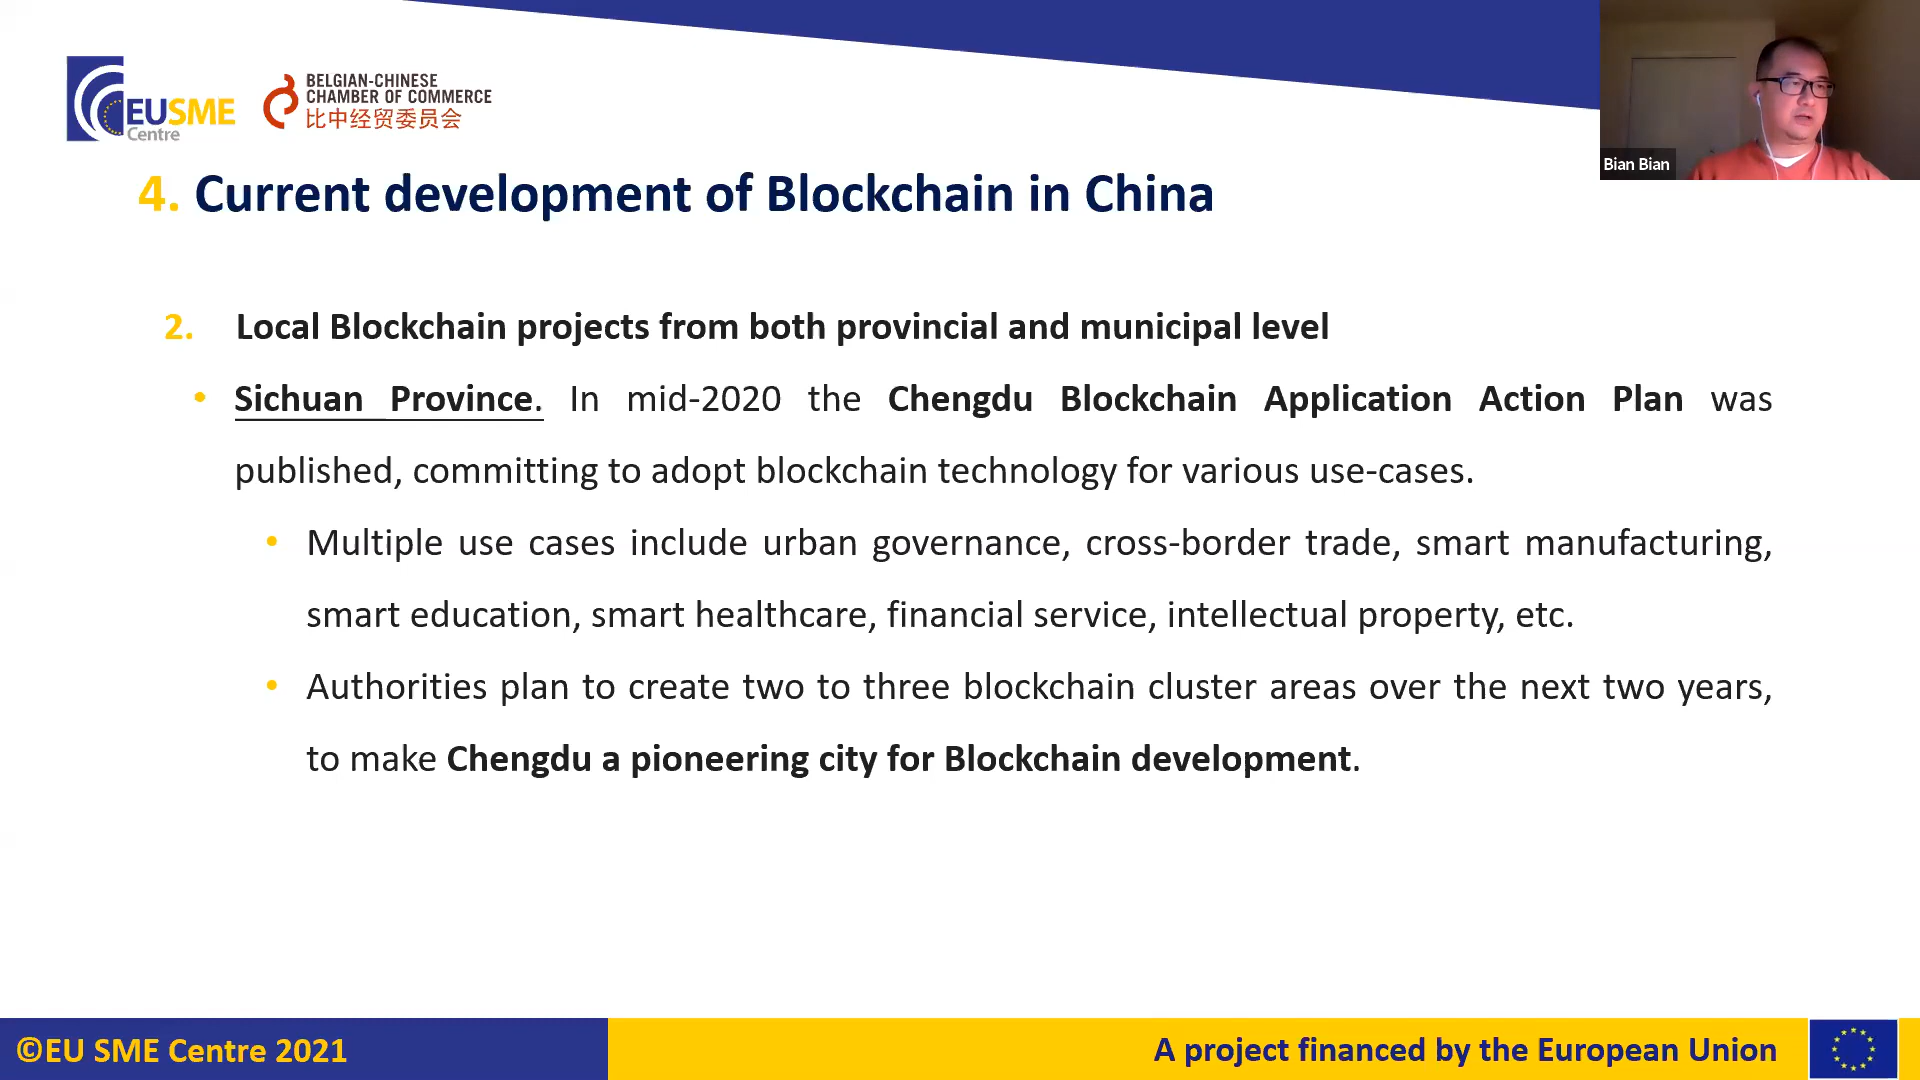 EUSME
Centre
BELGIAN-CHINESE
CHAMBER OF COMMERCE
比中经贸委员会
Bian Bian
4. Current development of Blockchain in China
2. Local Blockchain projects from both provincial and municipal level
• Sichuan Province. In mid-2020 the Chengdu Blockchain Application Action Plan was
published, committing to adopt blockchain technology for various use-cases.
• Multiple use cases include urban governance, cross-border trade, smart manufacturing,
smart education, smart healthcare, financial service, intellectual property, etc.
• Authorities plan to create two to three blockchain cluster areas over the next two years,
to make Chengdu a pioneering city for Blockchain development.
©EU SME Centre 2021
A project financed by the European Union